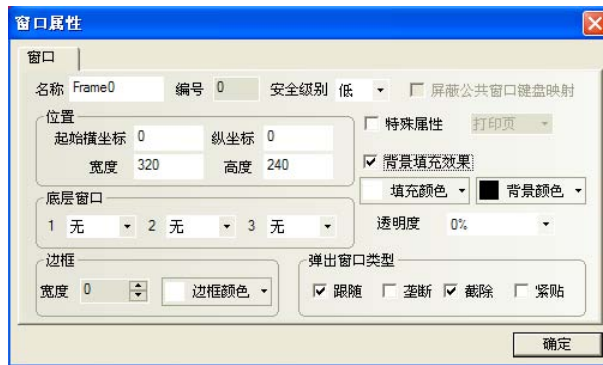 窗口属性
窗口
名称 Frame0 编号 0 安全级别 低 屏蔽公共窗口键盘映射
位置
起始横坐标 0 纵坐标 0
宽度 320 高度 240
特殊属性 打印页
背景填充效果
填充颜色 背景颜色
底层窗口
1 无 2 无 3 无
透明度 0%
边框
宽度 0 边框颜色
弹出窗口类型
跟随 垄断 截除 紧贴
确定